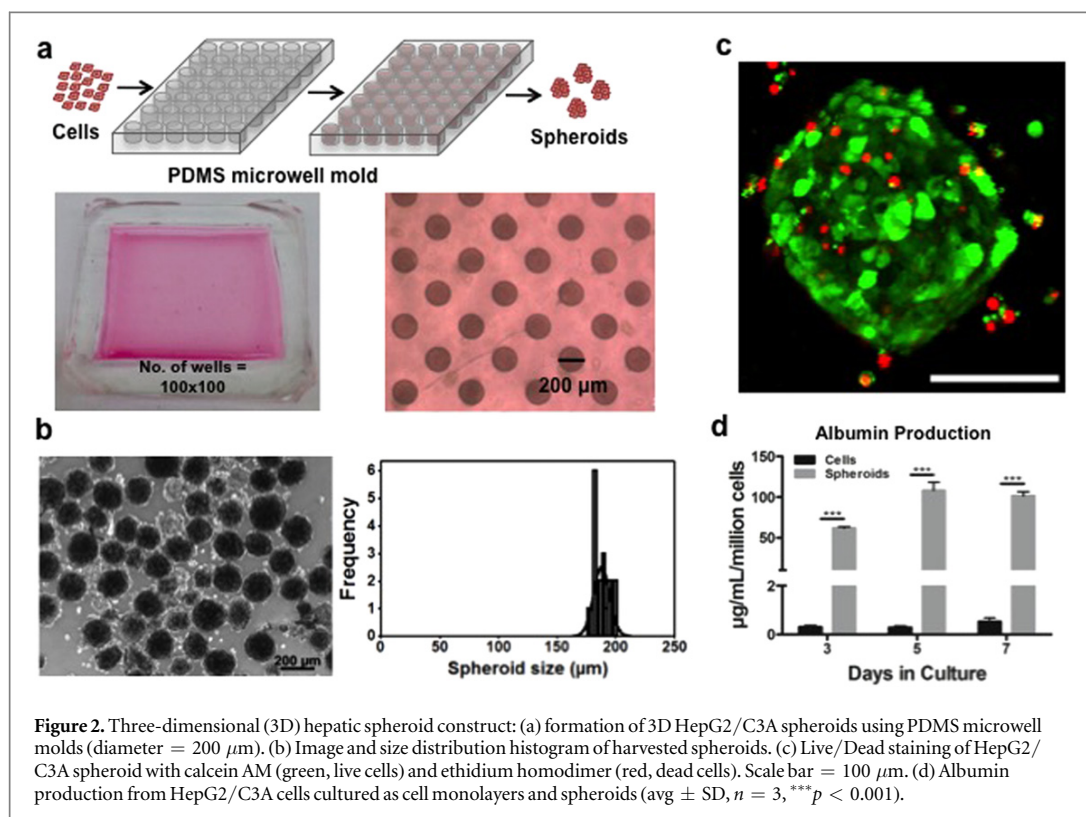 a
Cells
Spheroids
PDMS microwell mold
No. of wells =
100x100
200 µm
b
200 µm
Frequency
6
5
4
3
2
1
0
0 50 100 150 200 250
Spheroid size (µm)
c
d
Albumin Production
Cells
Spheroids
µg/mL/million cells
150
100
50
2
0
***
***
***
3 5 7
Days in Culture
Figure 2. Three-dimensional (3D) hepatic spheroid construct: (a) formation of 3D HepG2/C3A spheroids using PDMS microwell
molds (diameter = 200 μm). (b) Image and size distribution histogram of harvested spheroids. (c) Live/Dead staining of HepG2/
C3A spheroid with calcein AM (green, live cells) and ethidium homodimer (red, dead cells). Scale bar = 100 μm. (d) Albumin
production from HepG2/C3A cells cultured as cell monolayers and spheroids (avg ± SD, n = 3, ***p < 0.001).